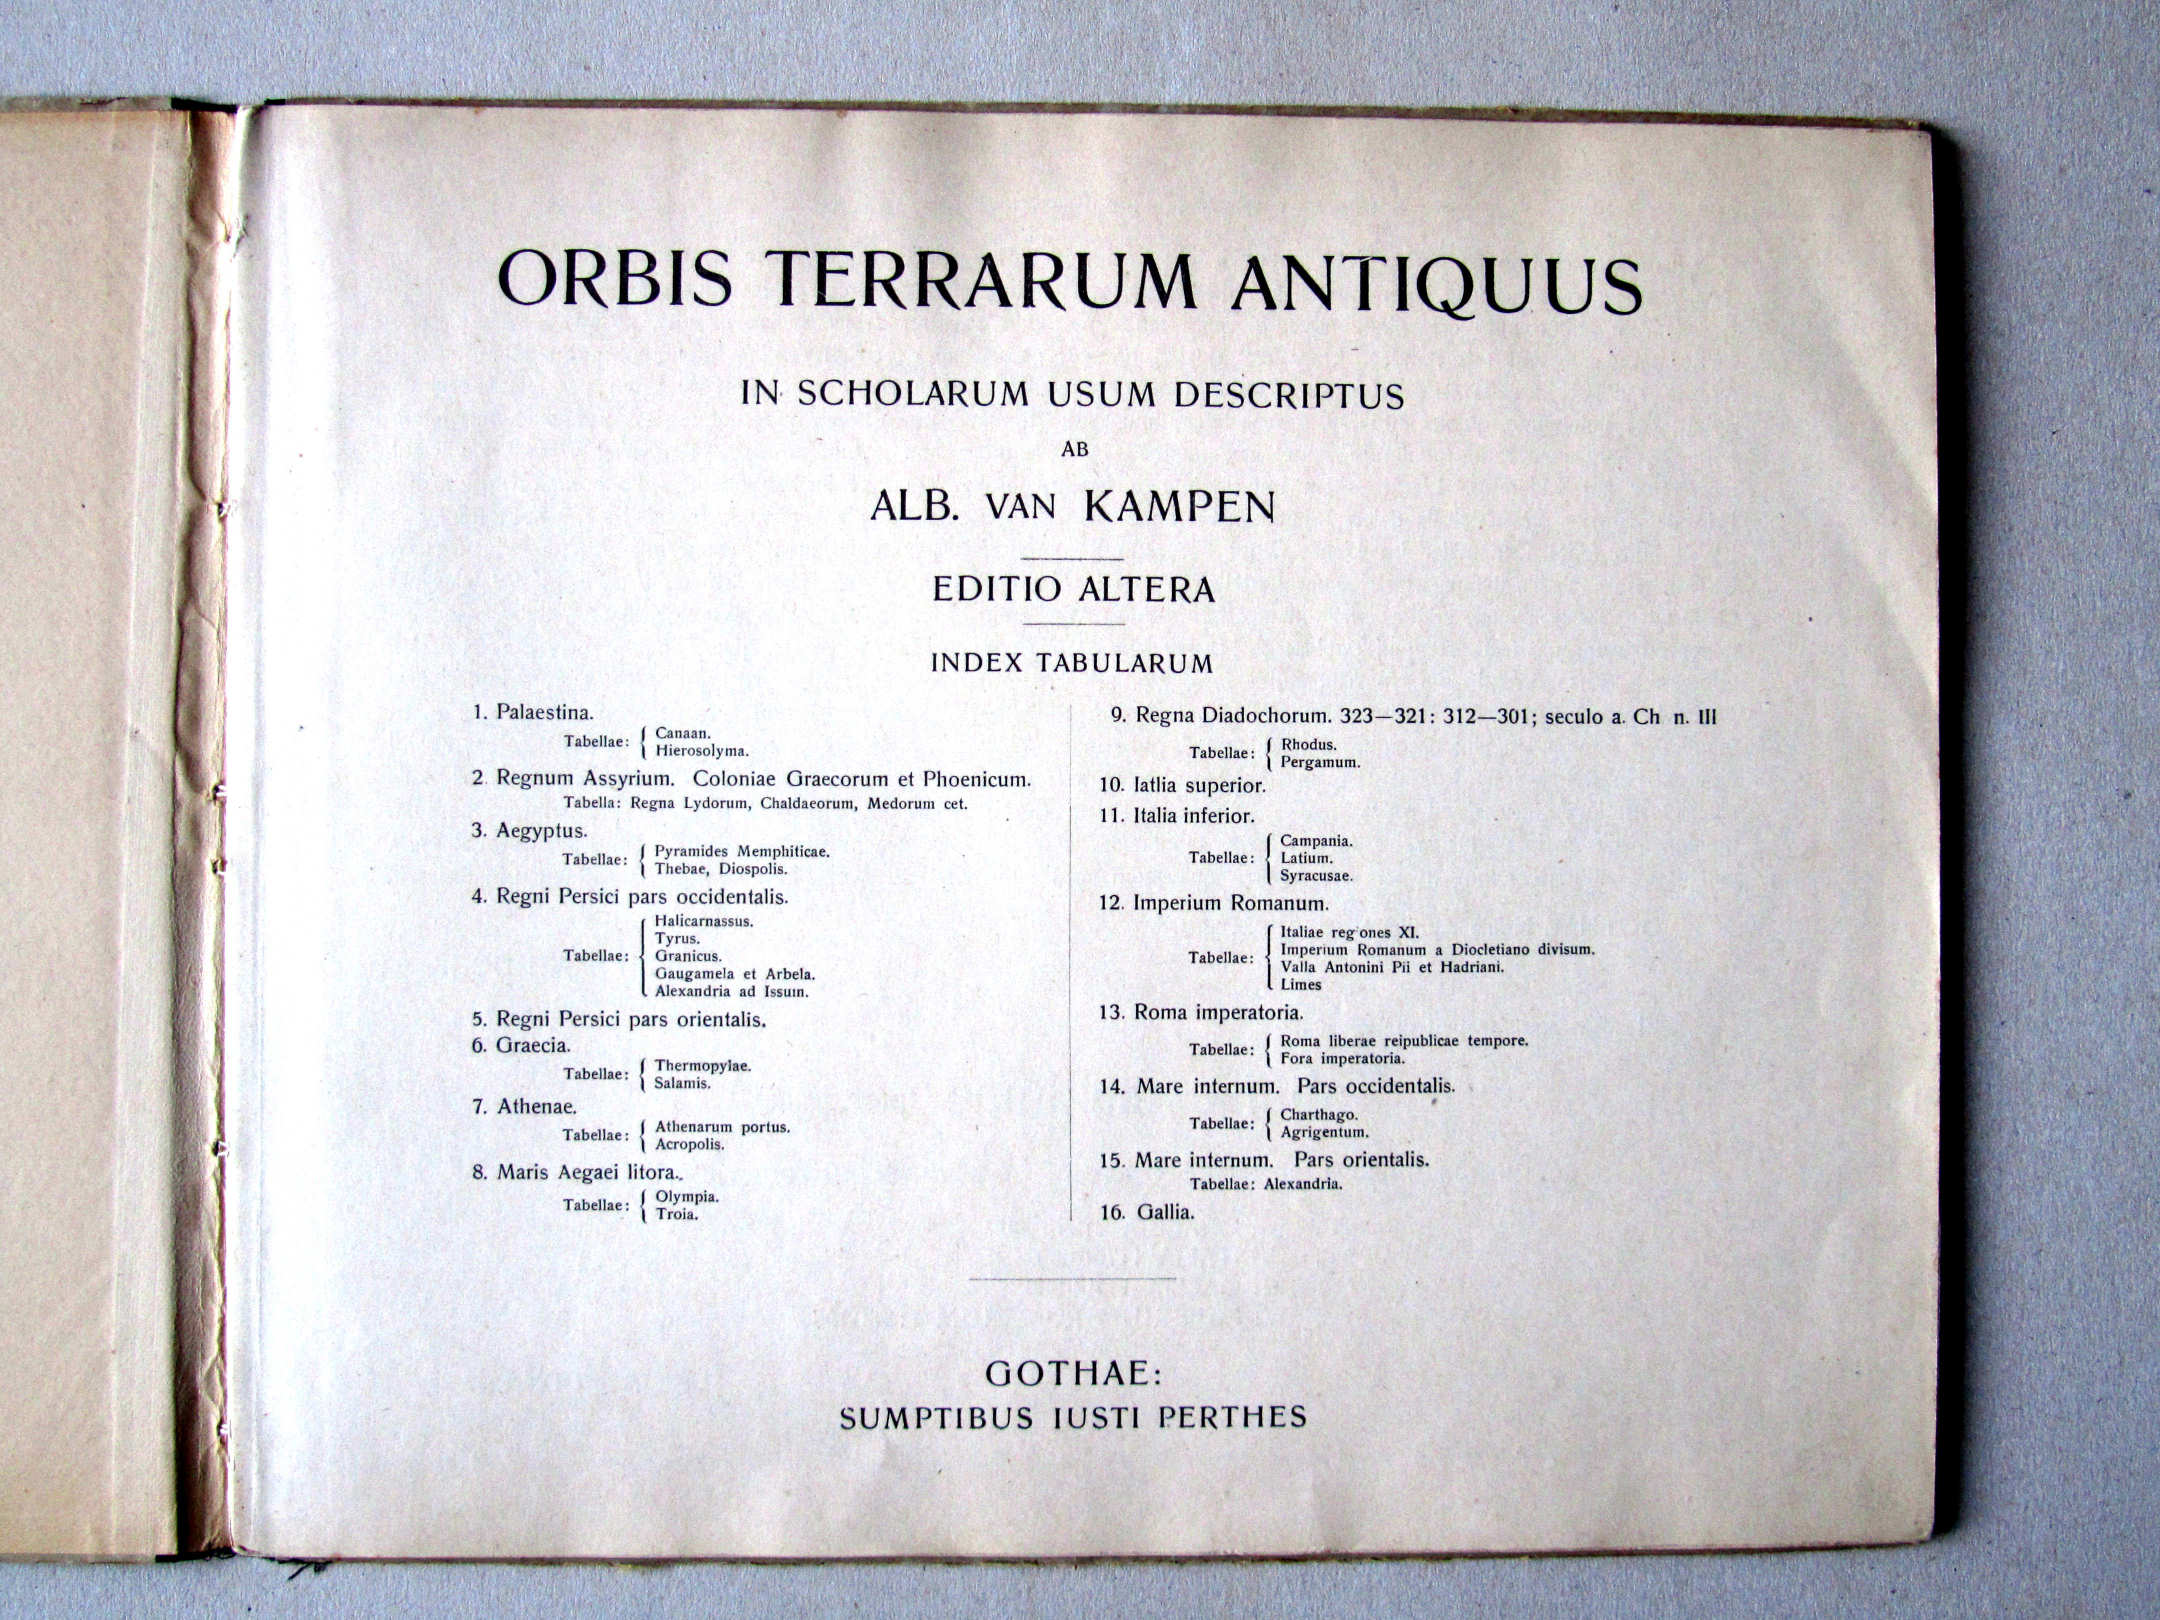 ORBIS TERRARUM ANTIQUUS
IN SCHOLARUM USUM DESCRIPTUS
AB
ALB. VAN KAMPEN
EDITIO ALTERA
INDEX TABULARUM
1. Palaestina.
Tabellae: { Canaan.
Hierosolyma.
2. Regnum Assyrium. Coloniae Graecorum et Phoenicum.
Tabella: Regna Lydorum, Chaldaeorum, Medorum cet.
3. Aegyptus.
Tabellae: { Pyramides Memphiticae.
Thebae, Diospolis.
4. Regni Persici pars occidentalis.
Halicarnassus.
Tyrus.
Tabellae: { Granicus.
Gaugamela et Arbela.
Alexandria ad Issum.
5. Regni Persici pars orientalis.
6. Graecia.
Tabellae: { Thermopylae.
Salamis.
7. Athenae.
Tabellae: { Athenarum portus.
Acropolis.
8. Maris Aegaei litora.
Tabellae: { Olympia.
Troia.
9. Regna Diadochorum. 323—321: 312—301; seculo a. Ch n. III
Tabellae: { Rhodus.
Pergamum.
10. Iatlia superior.
11. Italia inferior.
Campania.
Tabellae: { Latium.
Syracusae.
12. Imperium Romanum.
Italiae reg ones XI.
Imperium Romanum a Diocletiano divisum.
Tabellae: { Valla Antonini Pii et Hadriani.
Limes
13. Roma imperatoria.
Tabellae: { Roma liberae reipublicae tempore.
Fora imperatoria.
14. Mare internum. Pars occidentalis.
Tabellae: { Charthago.
Agrigentum.
15. Mare internum. Pars orientalis.
Tabellae: Alexandria.
16. Gallia.
GOTHAE:
SUMPTIBUS IUSTI PERTHES